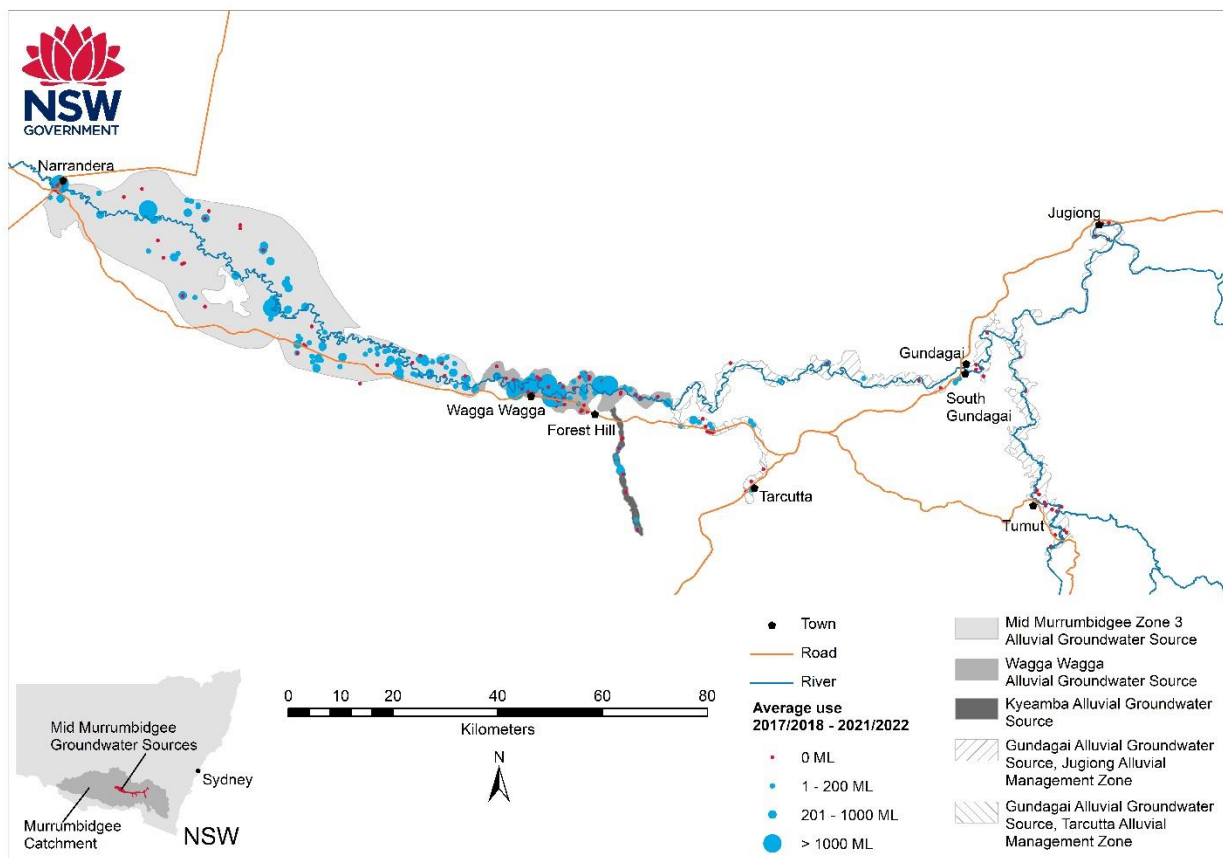 NSW
GOVERNMENT
Narrandera
Jugiong
Gundagai
South
Gundagai
Wagga Wagga
Forest Hill
Tarcutta
Tumut
0 10 20 40 60 80
Kilometers
N
Mid Murrumbidgee
Groundwater Sources
Sydney
Murrumbidgee
Catchment
NSW
Town
Road
River
Average use
2017/2018 - 2021/2022
0 ML
1 - 200 ML
201 - 1000 ML
> 1000 ML
Mid Murrumbidgee Zone 3
Alluvial Groundwater Source
Wagga Wagga
Alluvial Groundwater Source
Kyeamba Alluvial Groundwater
Source
Gundagai Alluvial Groundwater
Source, Jugiong Alluvial
Management Zone
Gundagai Alluvial Groundwater
Source, Tarcutta Alluvial
Management Zone